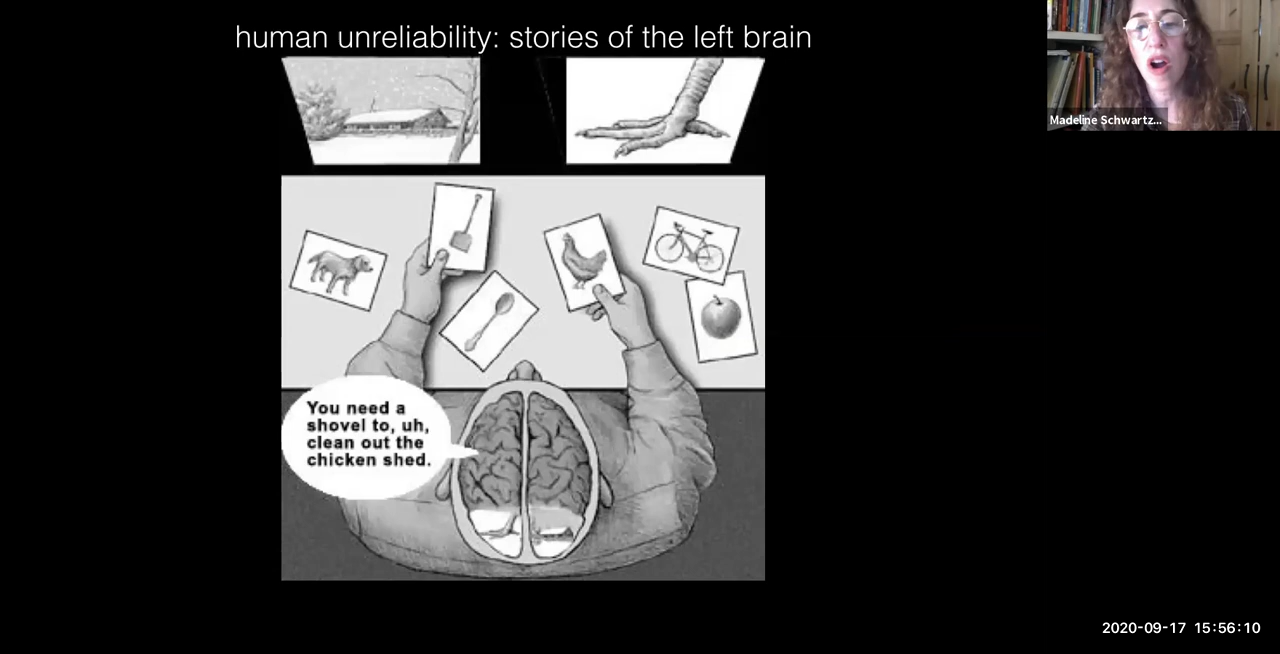 human unreliability: stories of the left brain
Madeline Schwartz...
You need a
shovel to, uh,
clean out the
chicken shed.
2020-09-17 15:56:10